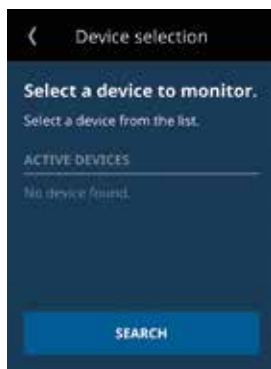 Device selection
Select a device to monitor.
Select a device from the list.
ACTIVE DEVICES
No device found.
SEARCH